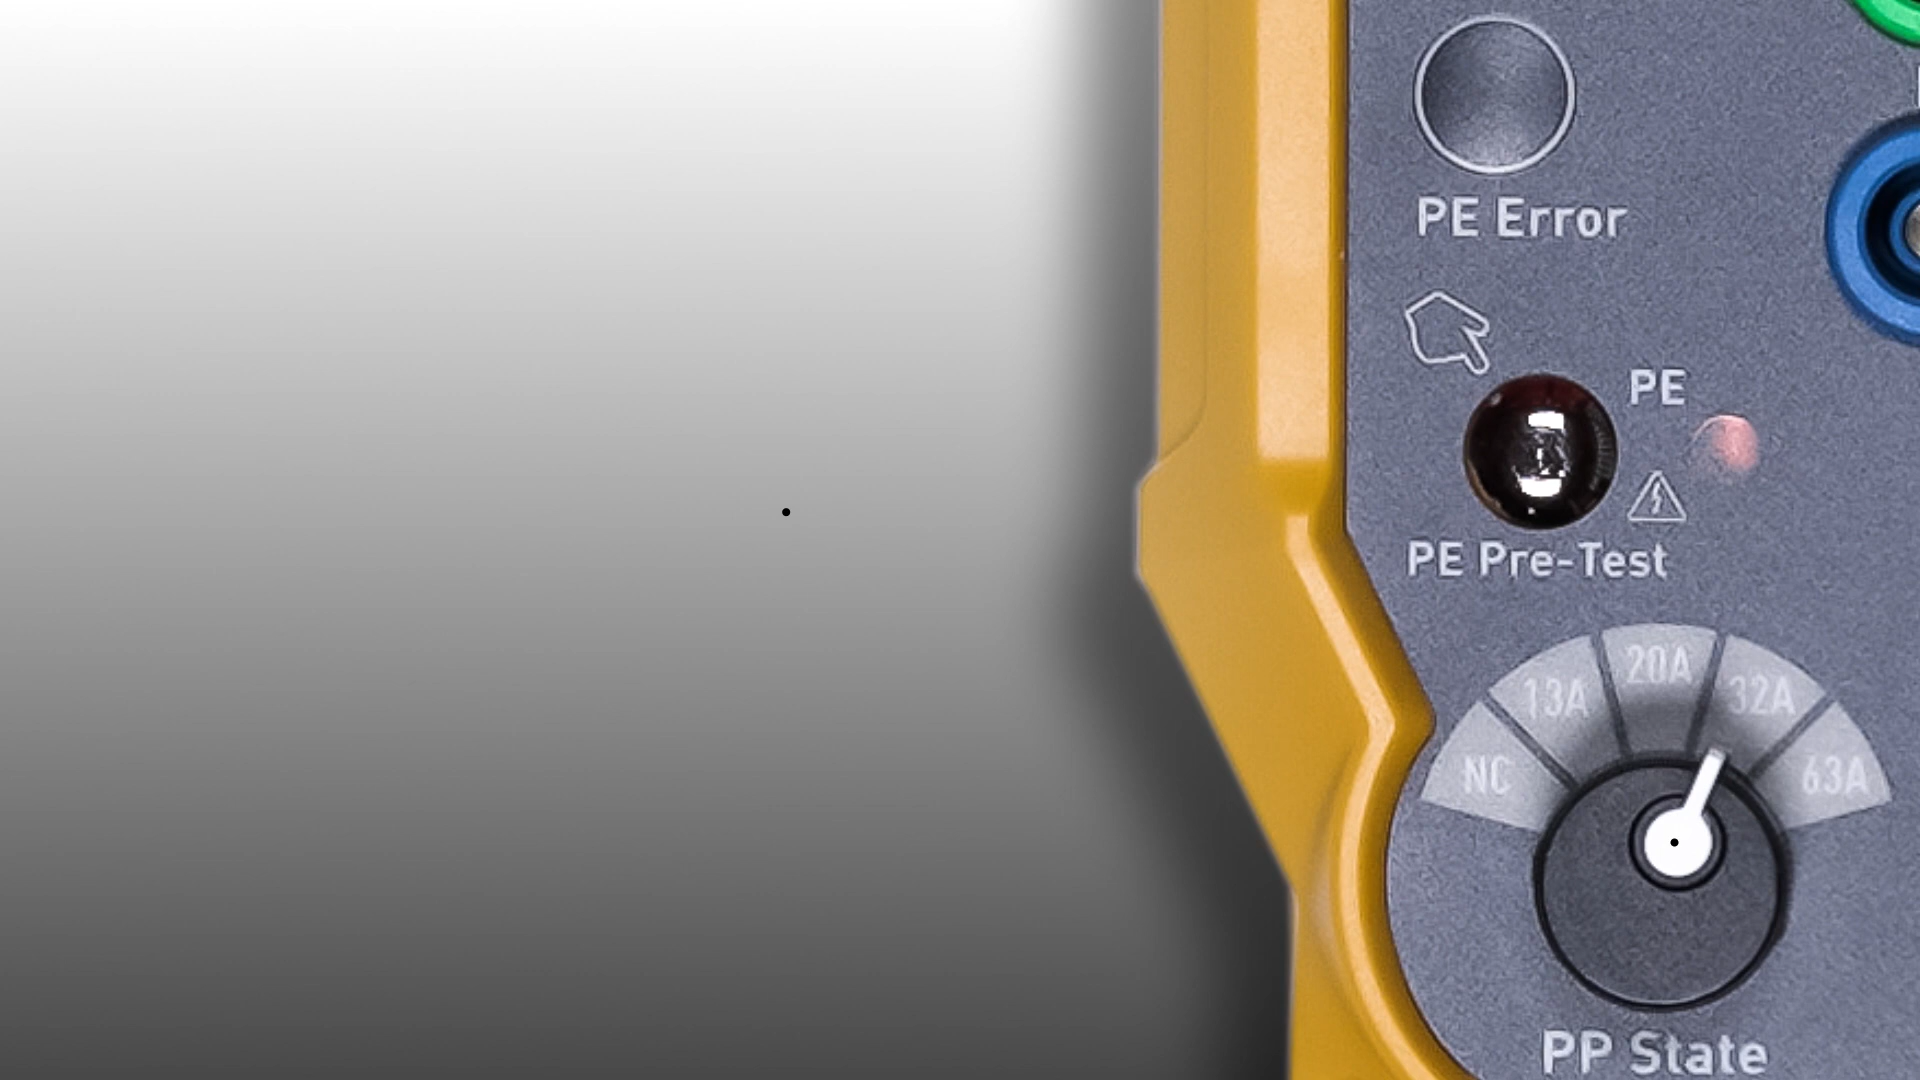 PE Error
PE
PE Pre-Test
NC
13A
20A
32A
63A
PP State